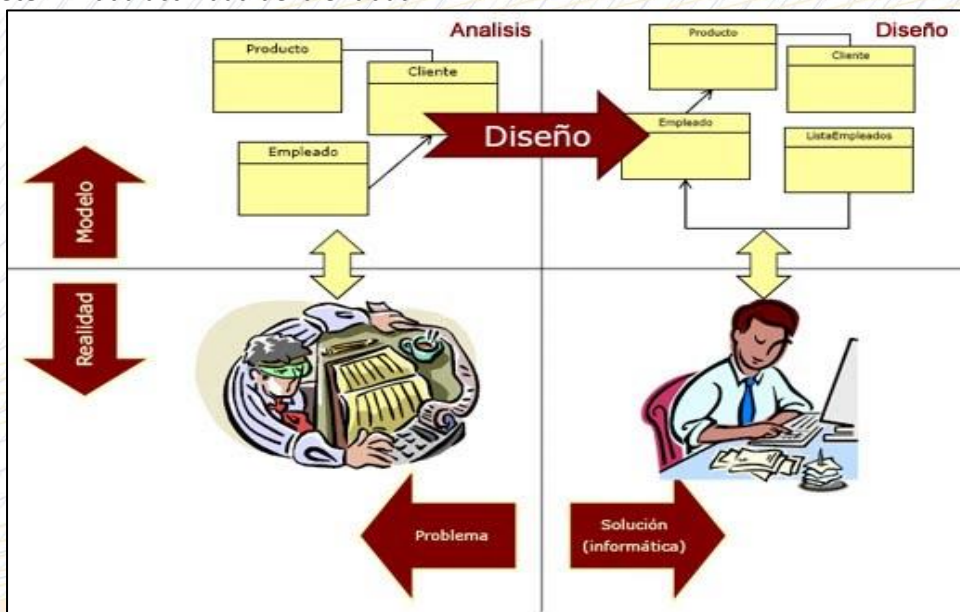 Analisis
Diseño
Producto
Cliente
Empleado
Diseño
Producto
Cliente
Empleado
ListaEmpleados
Modelo
Realidad
Problema
Solución
(informática)